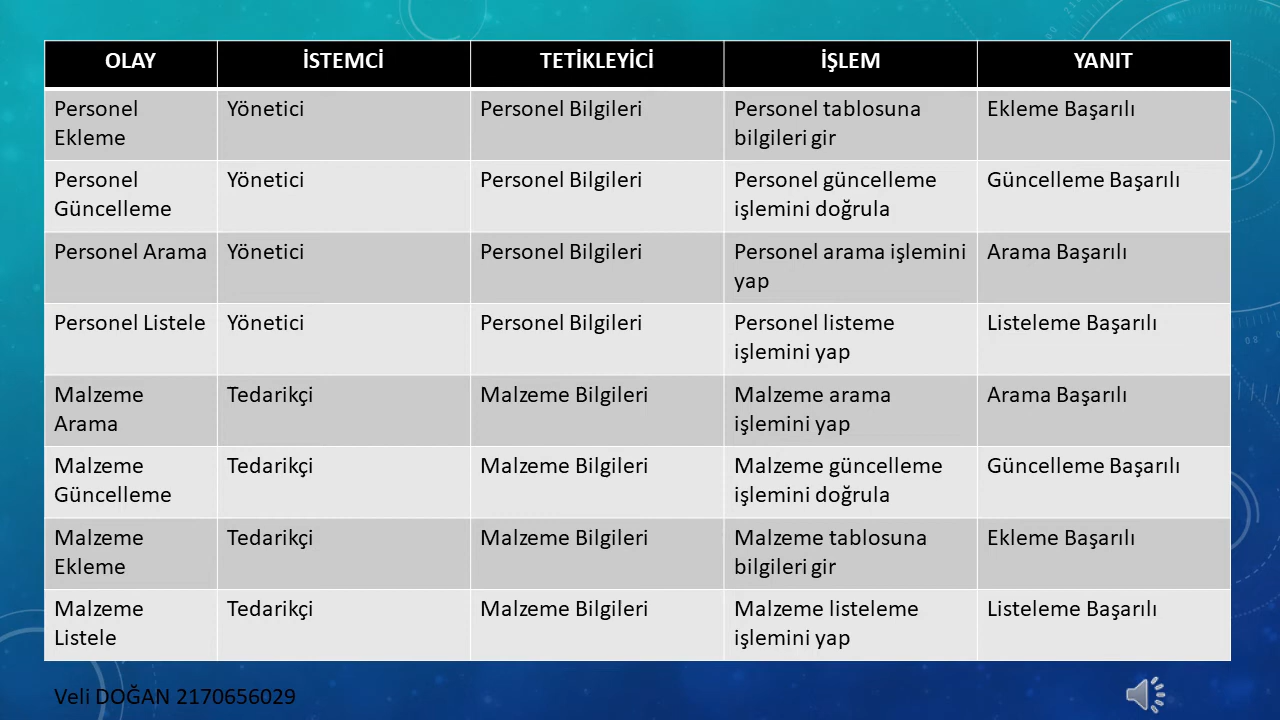 OLAY İSTEMCİ TETİKLEYİCİ İŞLEM YANIT
Personel Yönetici Personel Bilgileri Personel tablosuna Ekleme Başarılı
Ekleme bilgileri gir
Personel Yönetici Personel Bilgileri Personel güncelleme Güncelleme Başarılı
Güncelleme işlemini doğrula
Personel Arama Yönetici Personel Bilgileri Personel arama işlemini Arama Başarılı
yap
Personel Listele Yönetici Personel Bilgileri Personel listeme Listeleme Başarılı
işlemini yap
Malzeme Tedarikçi Malzeme Bilgileri Malzeme arama Arama Başarılı
Arama işlemini yap
Malzeme Tedarikçi Malzeme Bilgileri Malzeme güncelleme Güncelleme Başarılı
Güncelleme işlemini doğrula
Malzeme Tedarikçi Malzeme Bilgileri Malzeme tablosuna Ekleme Başarılı
Ekleme bilgileri gir
Malzeme Tedarikçi Malzeme Bilgileri Malzeme listeleme Listeleme Başarılı
Listele işlemini yap
Veli DOĞAN 2170656029